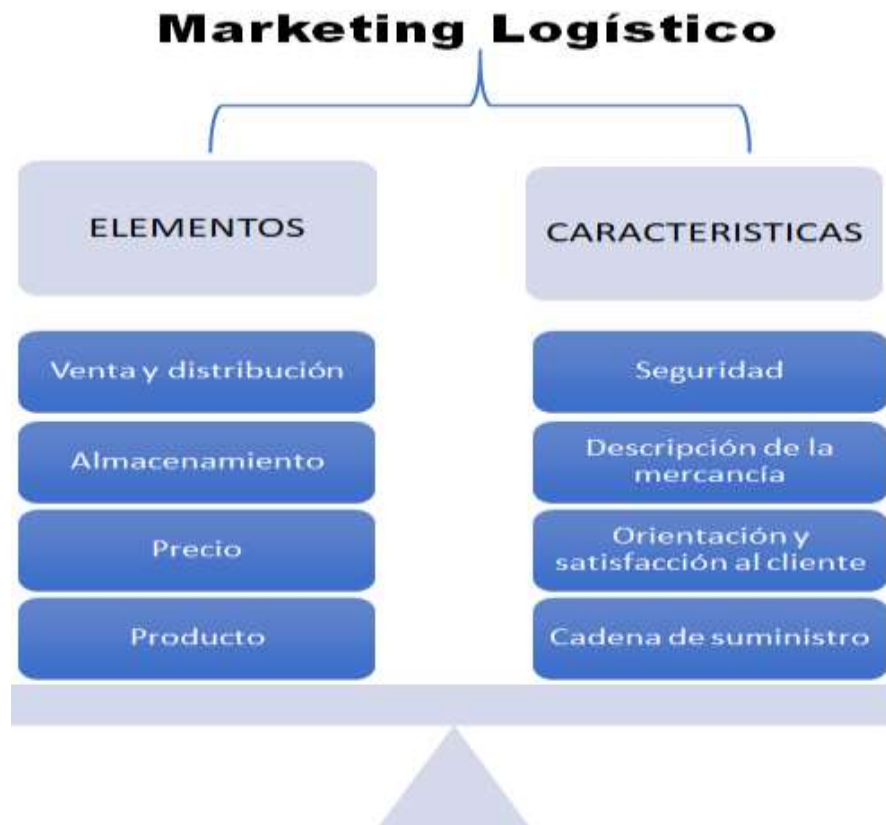 Marketing Logístico
ELEMENTOS
Venta y distribución
Almacenamiento
Precio
Producto
CARACTERISTICAS
Seguridad
Descripción de la
mercancía
Orientación y
satisfacción al cliente
Cadena de suministro